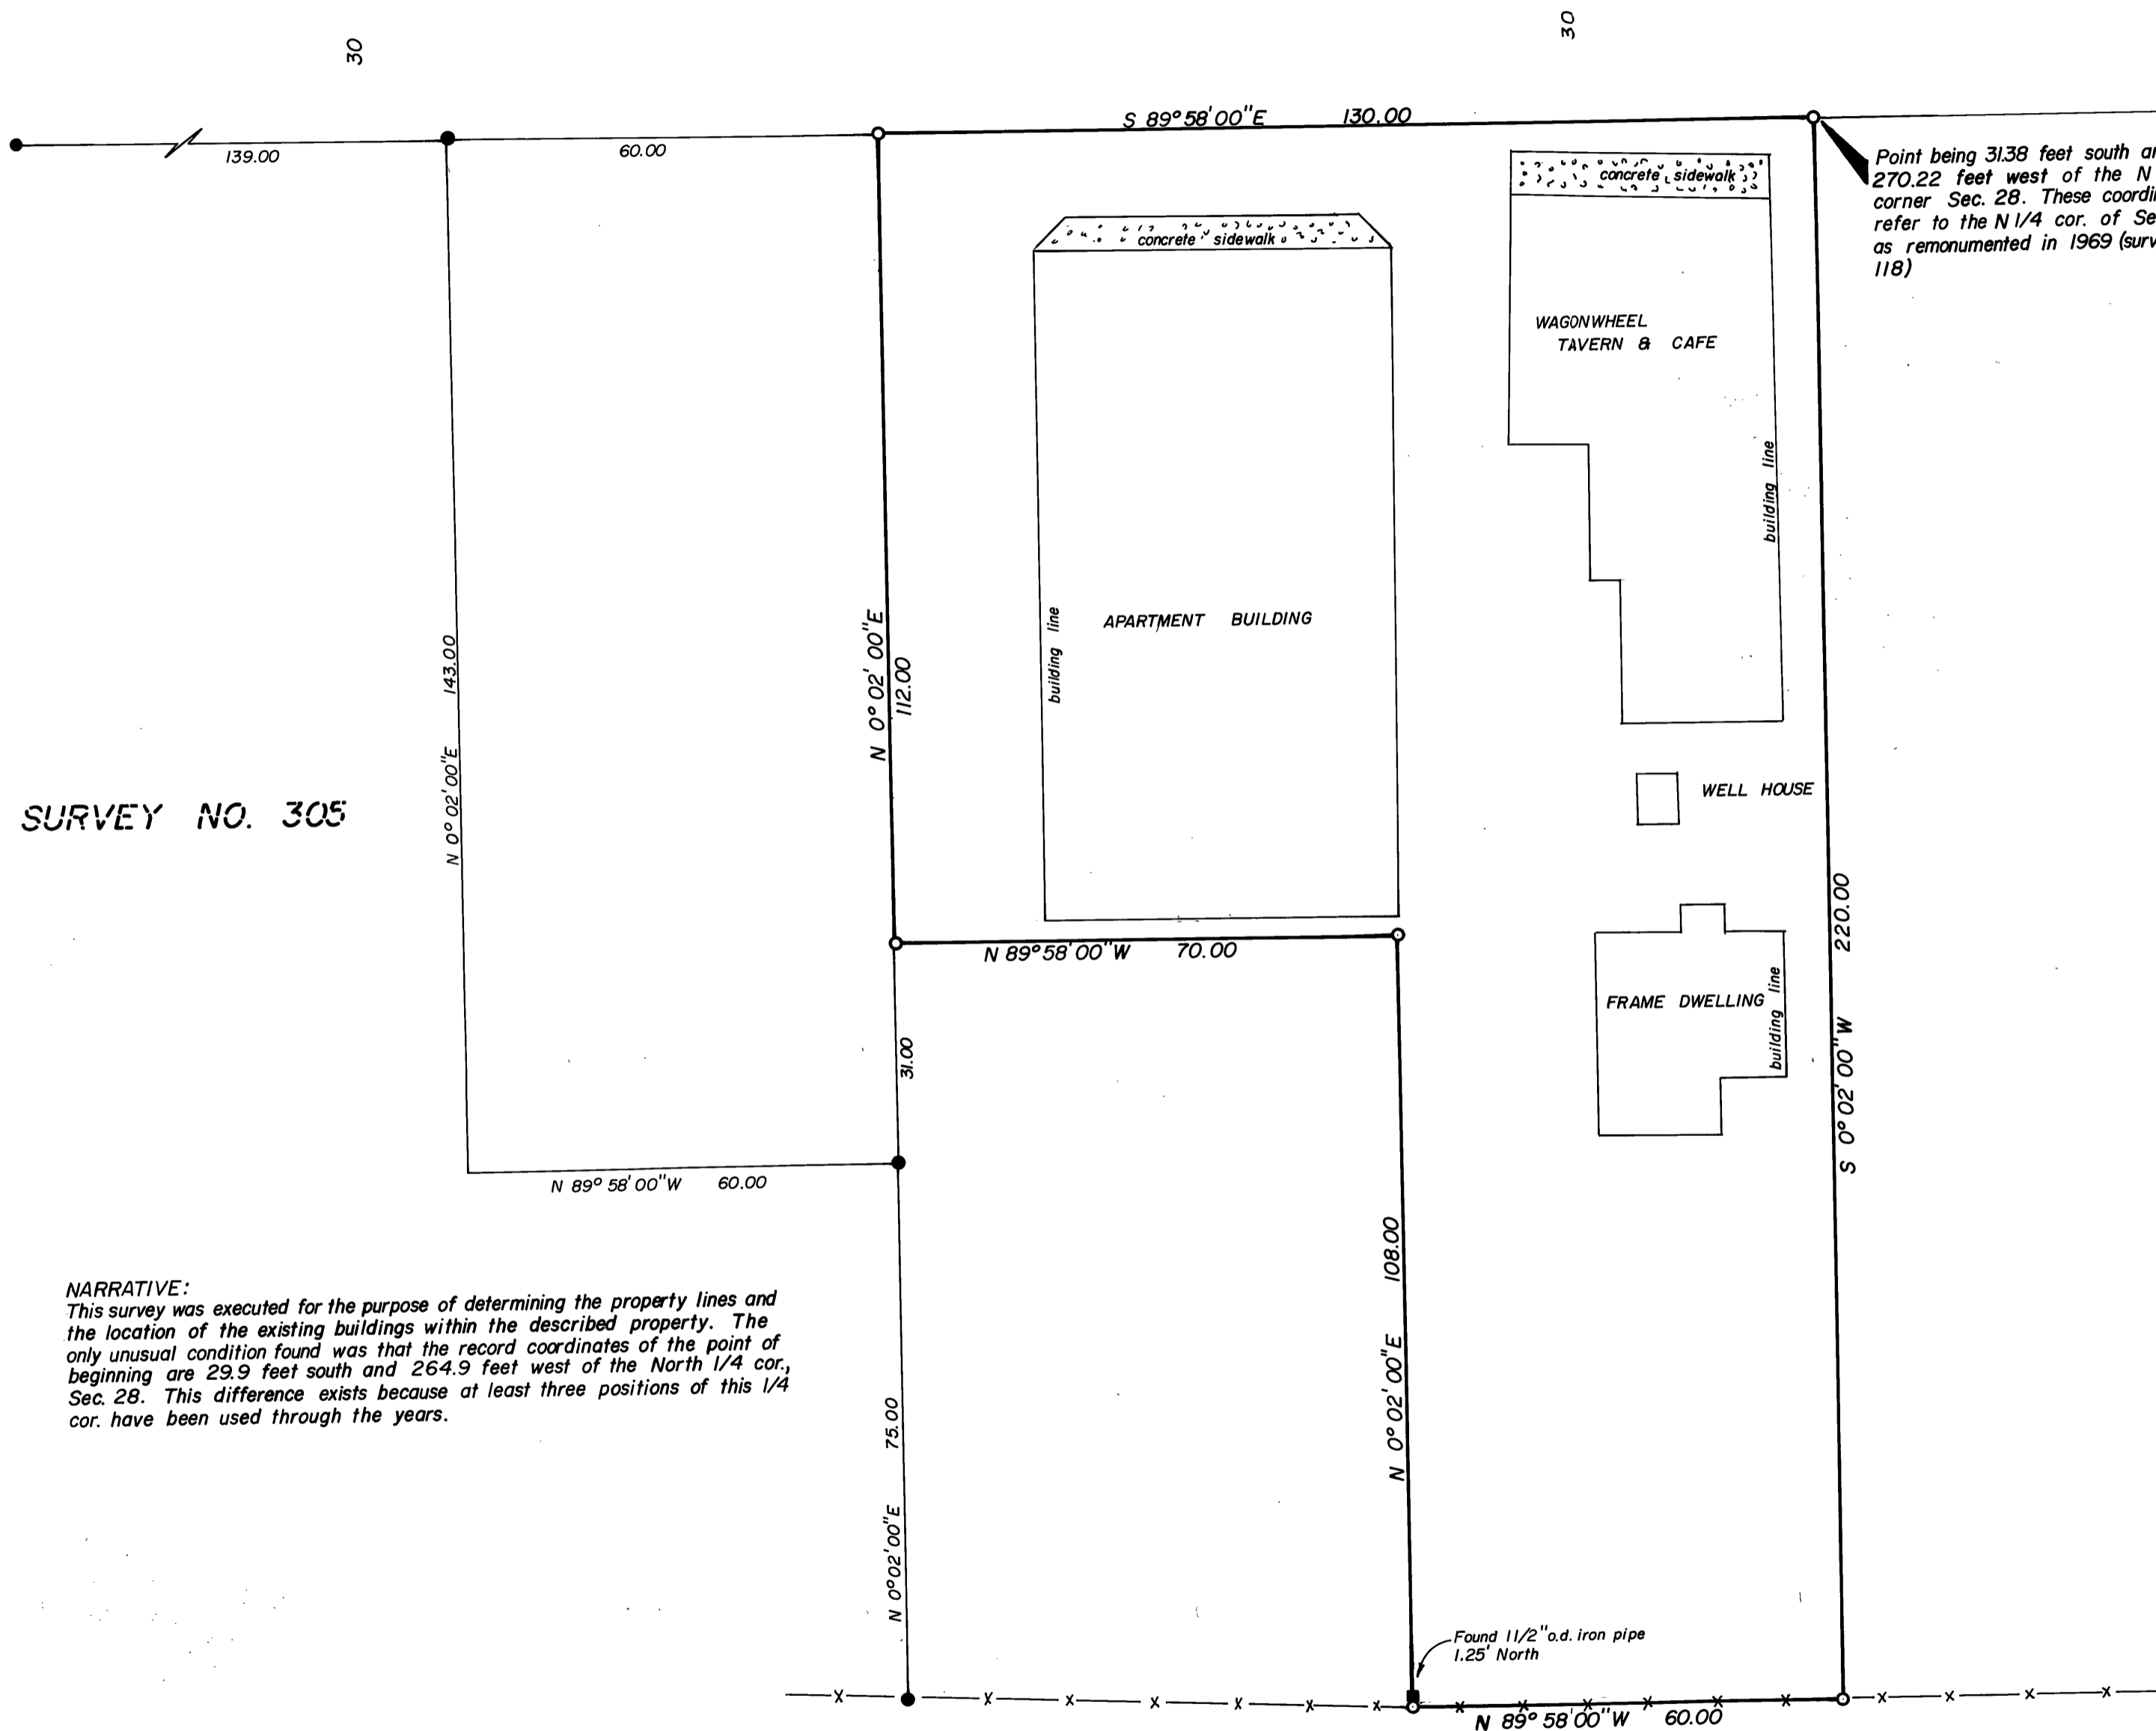 30
30
S 89°58'00"E 130.00
139.00
60.00
Point being 31.38 feet south
270.22 feet west of the N
corner Sec. 28. These
refer to the N 1/4 cor. of
as remonumented in 1969
118)
concrete sidewalk
concrete sidewalk
WAGONWHEEL
TAVERN & CAFE
building line
APARTMENT BUILDING
building line
N 0° 02' 00"E
112.00
N 0° 02' 00"E 143.00
SURVEY NO. 305
WELL HOUSE
S 0° 02' 00"W 220.00
N 89°58'00"W 70.00
FRAME DWELLING
building line
31.00
N 89° 58' 00"W 60.00
N 0° 02' 00"E 108.00
NARRATIVE:
This survey was executed for the purpose of determining the property lines and
the location of the existing buildings within the described property. The
only unusual condition found was that the record coordinates of the point of
beginning are 29.9 feet south and 264.9 feet west of the North 1/4 cor.,
Sec. 28. This difference exists because at least three positions of this 1/4
cor. have been used through the years.
N 0° 02' 00"E 75.00
Found 1 1/2" o.d. iron pipe
1.25' North
N 89° 58' 00"W 60.00